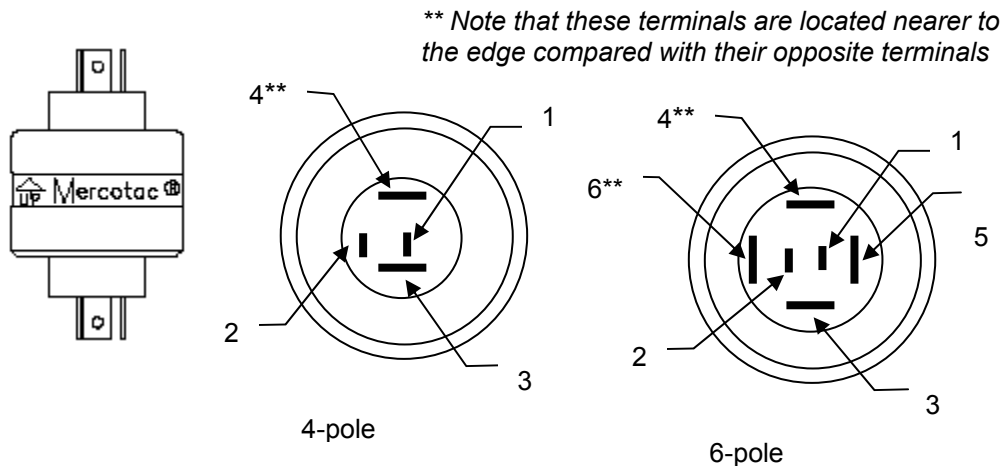 ** Note that these terminals are located nearer to
the edge compared with their opposite terminals
UP Mercotac ®
4**
1
2
3
4-pole
4**
1
6**
5
2
3
6-pole